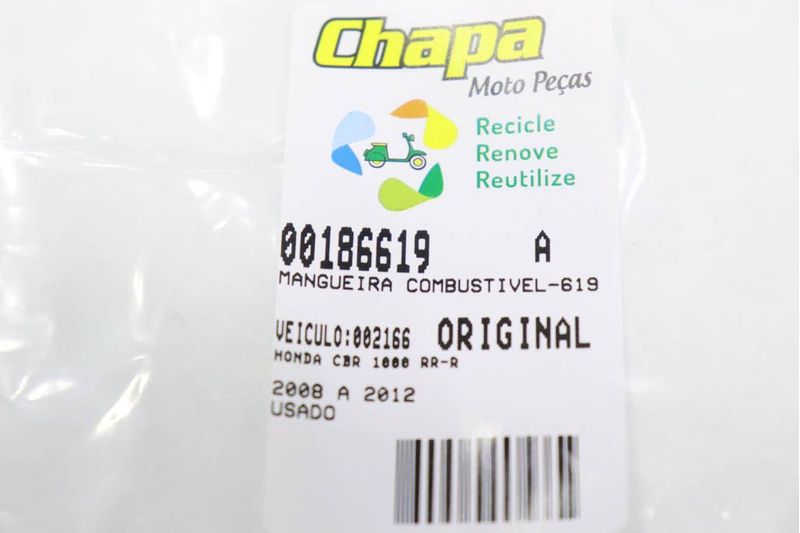 Chapa
Moto Peças
Recicle
Renove
Reutilize
00186619 A
MANGUEIRA COMBUSTIVEL-619
VEICULO:002166 ORIGINAL
HONDA CBR 1000 RR-R
2008 A 2012
USADO